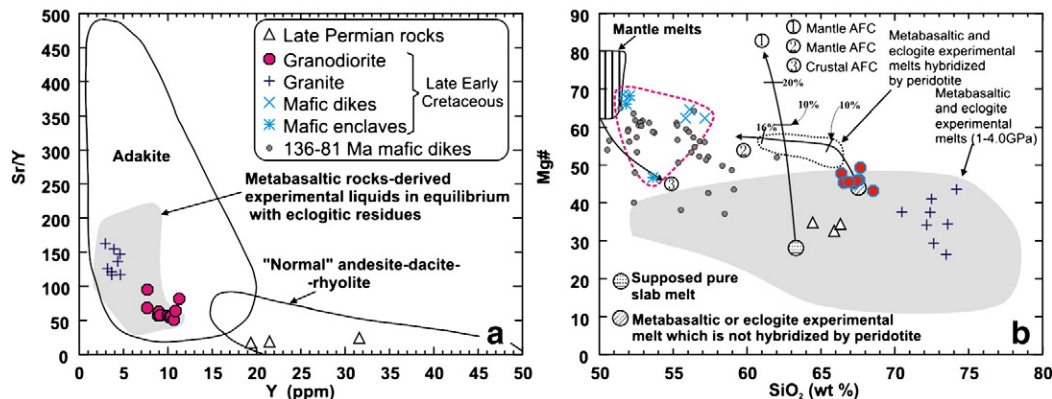 500
450
400
350
300
250
200
150
100
50
0
Sr/Y
Adakite
△ Late Permian rocks
Granodiorite
Granite
Mafic dikes
Mafic enclaves
136-81 Ma mafic dikes
Late Early
Cretaceous
Metabasaltic rocks-derived
experimental liquids in equilibrium
with eclogitic residues
"Normal" andesite-dacite-
-rhyolite
a
0 5 10 15 20 25 30 35 40 45 50
Y (ppm)
90
80
70
60
50
40
30
20
10
0
Mg#
Mantle melts
1 Mantle AFC
2 Mantle AFC
3 Crustal AFC
Metabasaltic and
eclogite experimental
melts hybridized
by peridotite
Metabasaltic
and eclogite
experimental
melts (1-4.0GPa)
1
20%
10%
10%
16%
2
3
Supposed pure
slab melt
Metabasaltic or eclogite experimental
melt which is not hybridized by peridotite
b
50 55 60 65 70 75 80
SiO₂ (wt %)